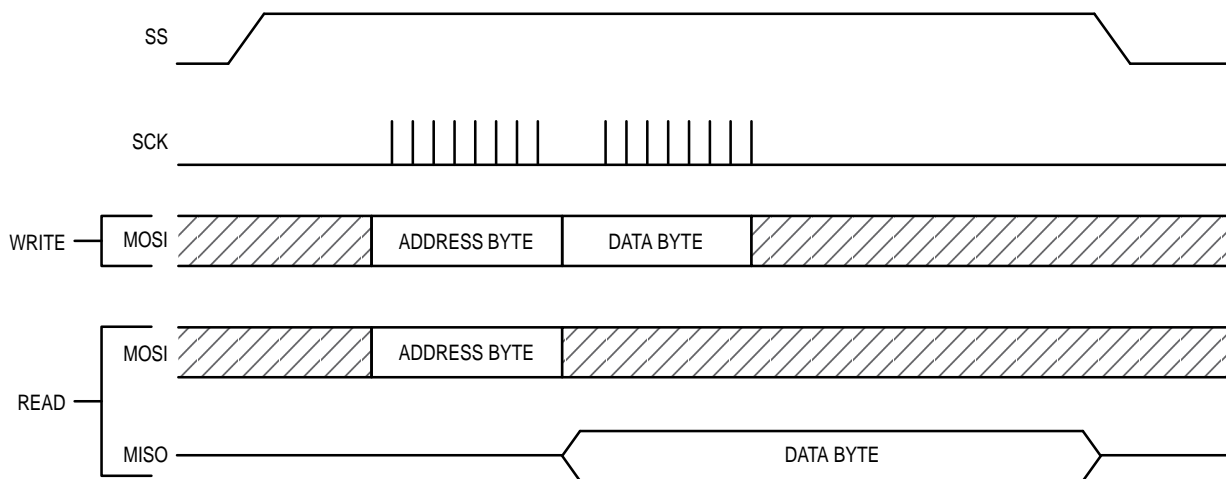 SS
SCK
WRITE
MOSI
ADDRESS BYTE
DATA BYTE
MOSI
ADDRESS BYTE
READ
MISO
DATA BYTE